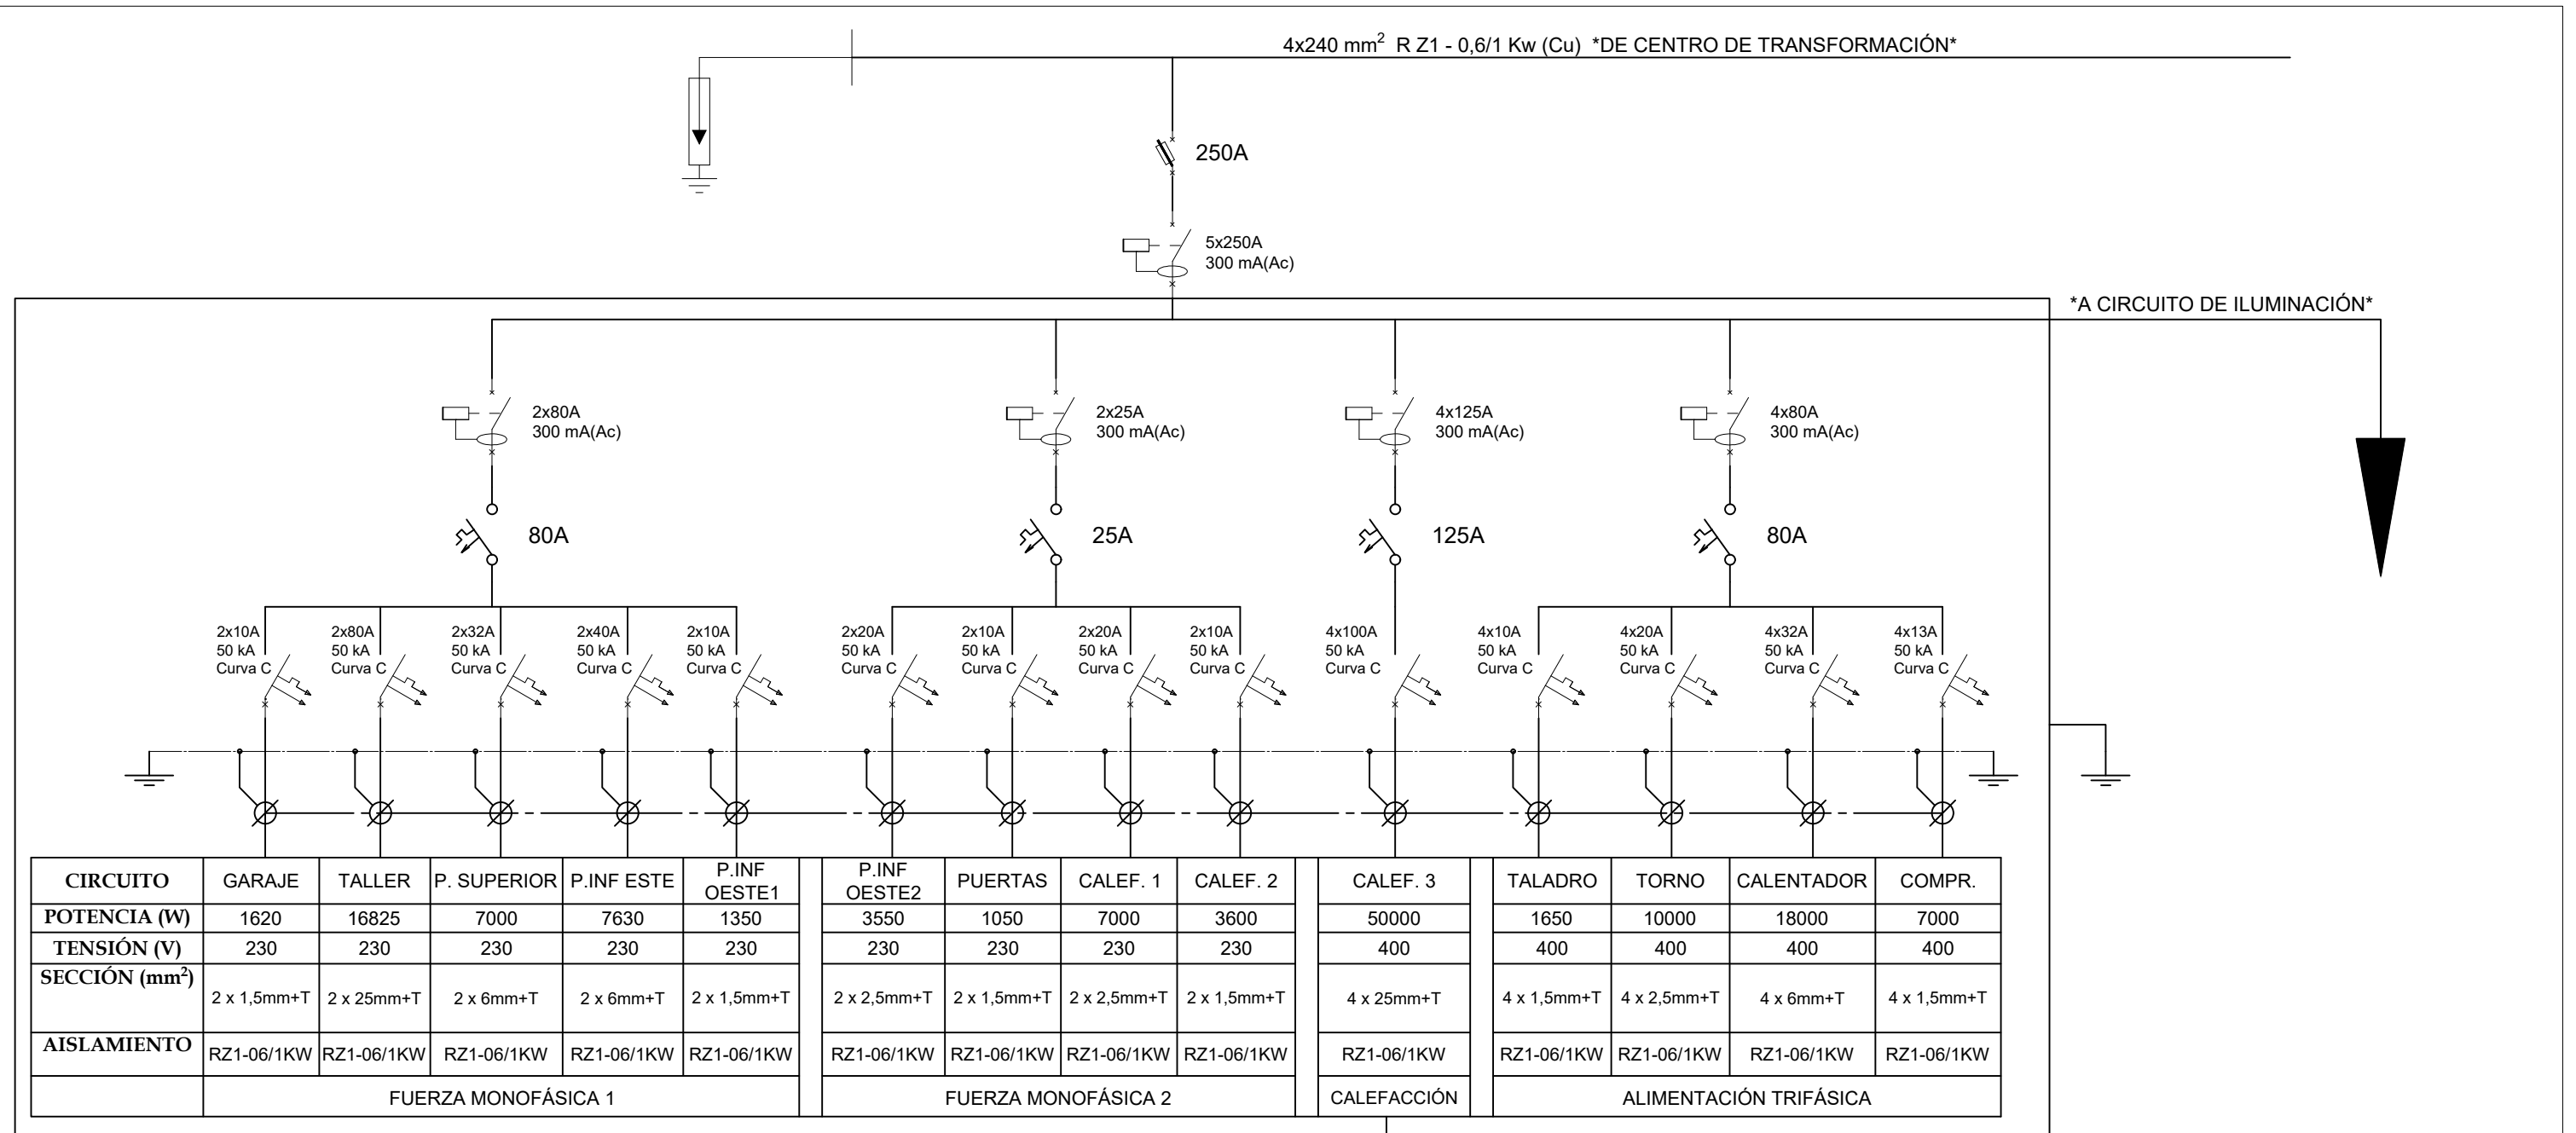 4x240 mm² R Z1 - 0,6/1 Kw (Cu) *DE CENTRO DE TRANSFORMACIÓN*
250A
5x250A
300 mA(Ac)
*A CIRCUITO DE ILUMINACIÓN*
2x80A
300 mA(Ac)
2x25A
300 mA(Ac)
4x125A
300 mA(Ac)
4x80A
300 mA(Ac)
80A
25A
125A
80A
2x10A
50 kA
Curva C
2x80A
50 kA
Curva C
2x32A
50 kA
Curva C
2x40A
50 kA
Curva C
2x10A
50 kA
Curva C
2x20A
50 kA
Curva C
2x10A
50 kA
Curva C
2x20A
50 kA
Curva C
2x10A
50 kA
Curva C
4x100A
50 kA
Curva C
4x10A
50 kA
Curva C
4x20A
50 kA
Curva C
4x32A
50 kA
Curva C
4x13A
50 kA
Curva C
CIRCUITO GARAJE TALLER P. SUPERIOR P.INF ESTE P.INF OESTE1 P.INF OESTE2 PUERTAS CALEF. 1 CALEF. 2 CALEF. 3 TALADRO TORNO CALENTADOR COMPR.
POTENCIA (W) 1620 16825 7000 7630 1350 3550 1050 7000 3600 50000 1650 10000 18000 7000
TENSIÓN (V) 230 230 230 230 230 230 230 230 230 400 400 400 400 400
SECCIÓN (mm²) 2 x 1,5mm+T 2 x 25mm+T 2 x 6mm+T 2 x 6mm+T 2 x 1,5mm+T 2 x 2,5mm+T 2 x 1,5mm+T 2 x 2,5mm+T 2 x 1,5mm+T 4 x 25mm+T 4 x 1,5mm+T 4 x 2,5mm+T 4 x 6mm+T 4 x 1,5mm+T
AISLAMIENTO RZ1-06/1KW RZ1-06/1KW RZ1-06/1KW RZ1-06/1KW RZ1-06/1KW RZ1-06/1KW RZ1-06/1KW RZ1-06/1KW RZ1-06/1KW RZ1-06/1KW RZ1-06/1KW RZ1-06/1KW RZ1-06/1KW RZ1-06/1KW
FUERZA MONOFÁSICA 1 FUERZA MONOFÁSICA 2 CALEFACCIÓN ALIMENTACIÓN TRIFÁSICA